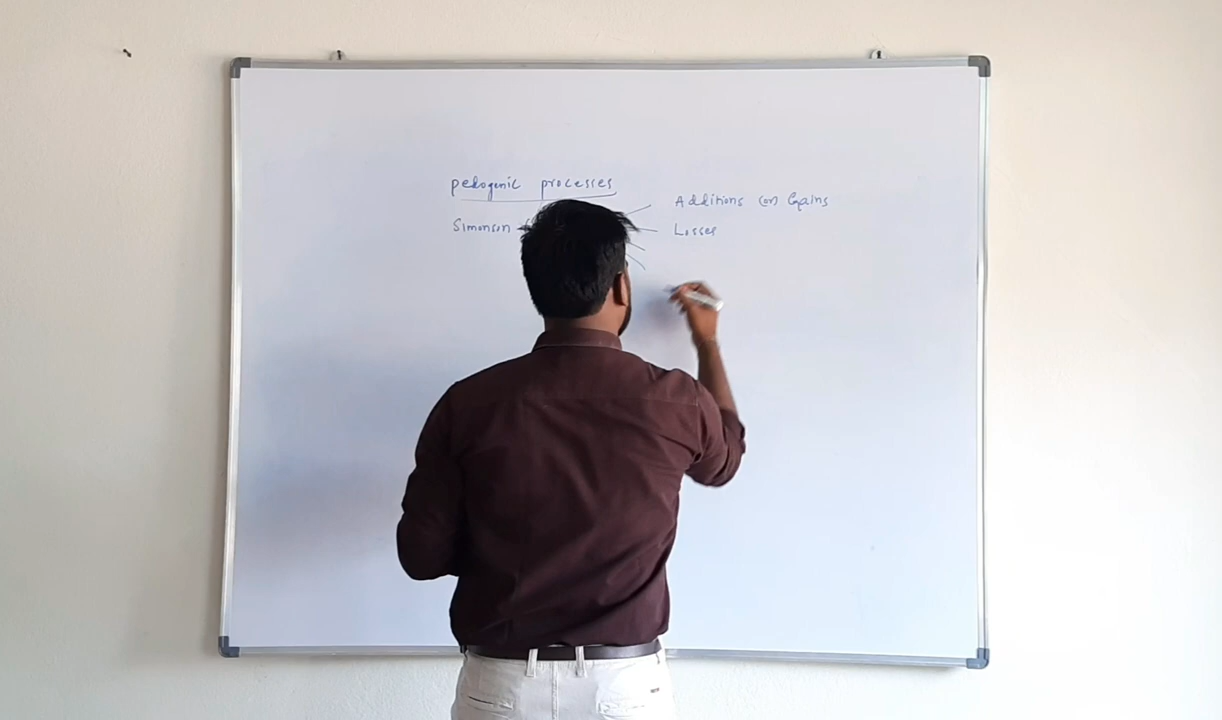 pedogenic processes
Simonson
Additions (or) Gains
Losses